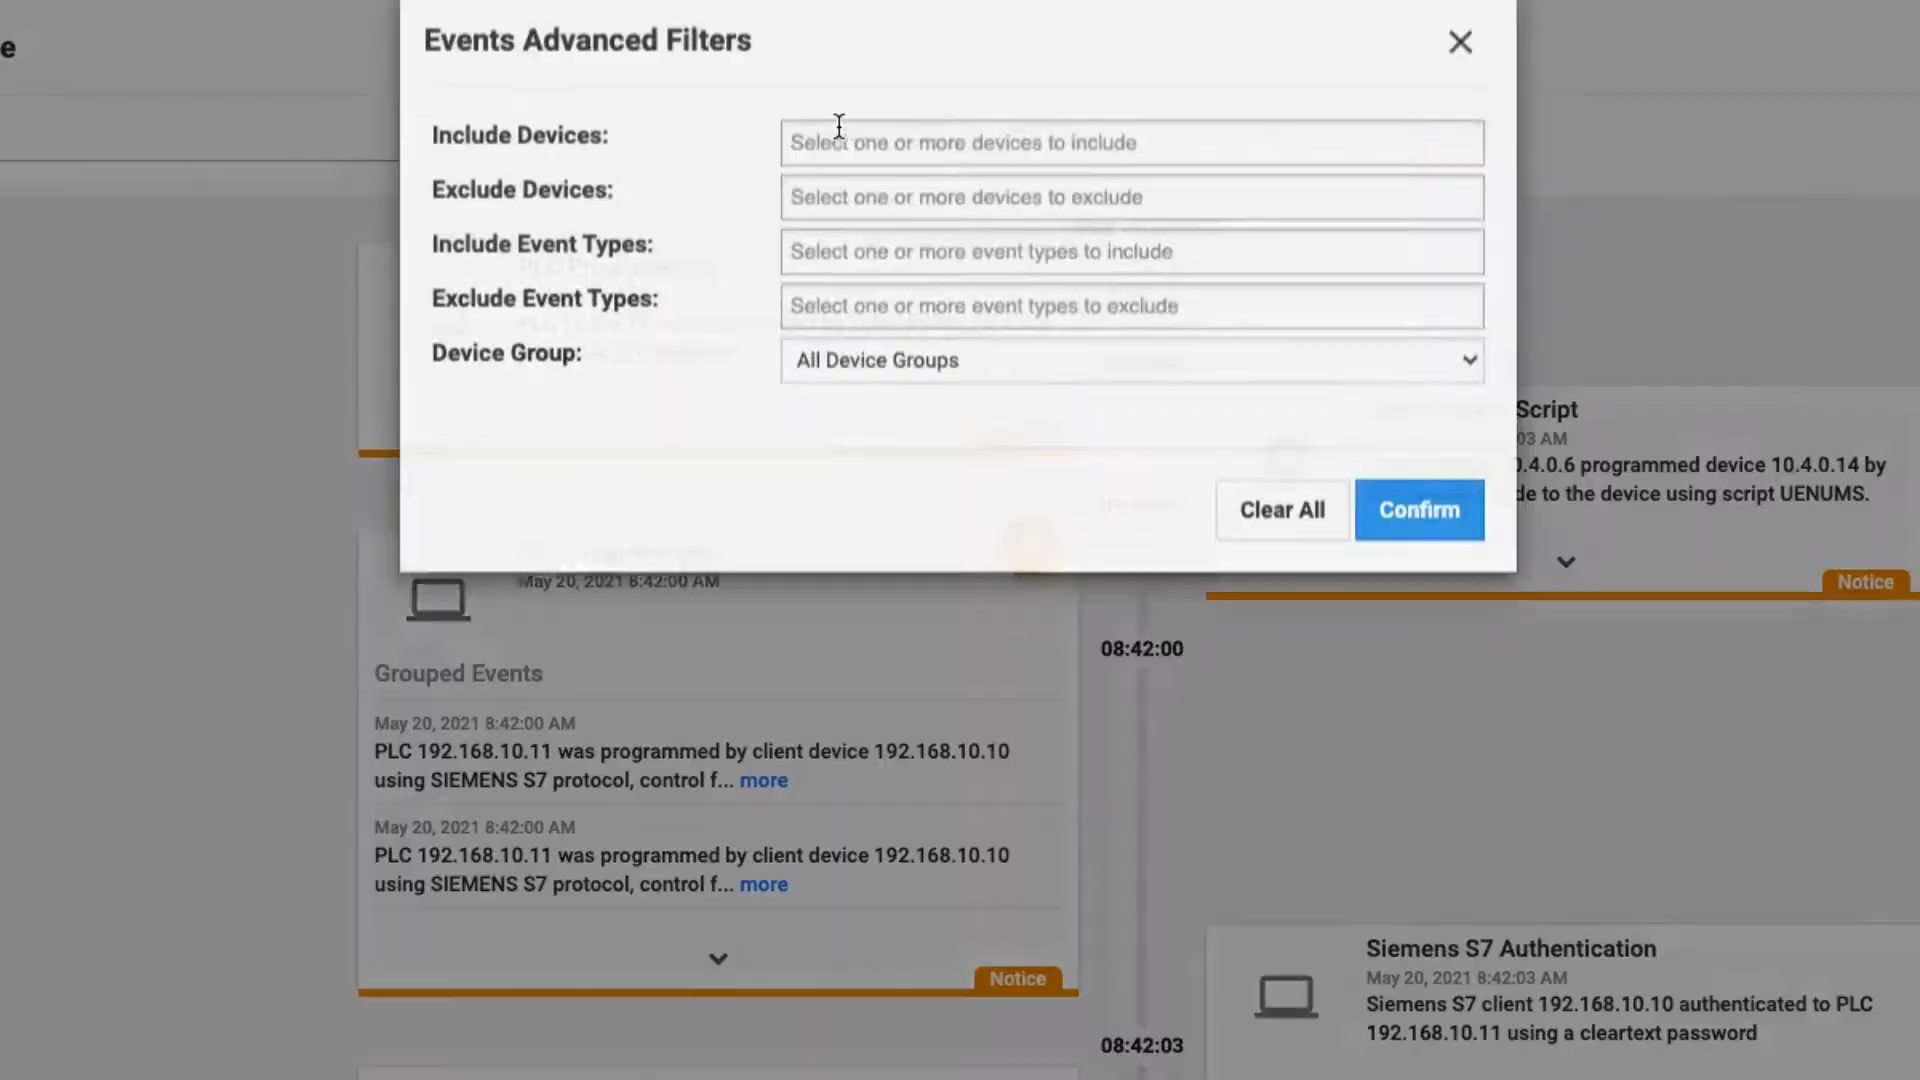 e
Events Advanced Filters
Include Devices:
Select one or more devices to include
Exclude Devices:
Select one or more devices to exclude
Include Event Types:
Select one or more event types to include
Exclude Event Types:
Select one or more event types to exclude
Device Group:
All Device Groups
Clear All
Confirm
Script
03 AM
0.4.0.6 programmed device 10.4.0.14 by
de to the device using script UENUMS.
Notice
May 20, 2021 8:42:00 AM
08:42:00
Grouped Events
May 20, 2021 8:42:00 AM
PLC 192.168.10.11 was programmed by client device 192.168.10.10
using SIEMENS S7 protocol, control f... more
May 20, 2021 8:42:00 AM
PLC 192.168.10.11 was programmed by client device 192.168.10.10
using SIEMENS S7 protocol, control f... more
Notice
08:42:03
Siemens S7 Authentication
May 20, 2021 8:42:03 AM
Siemens S7 client 192.168.10.10 authenticated to PLC
192.168.10.11 using a cleartext password